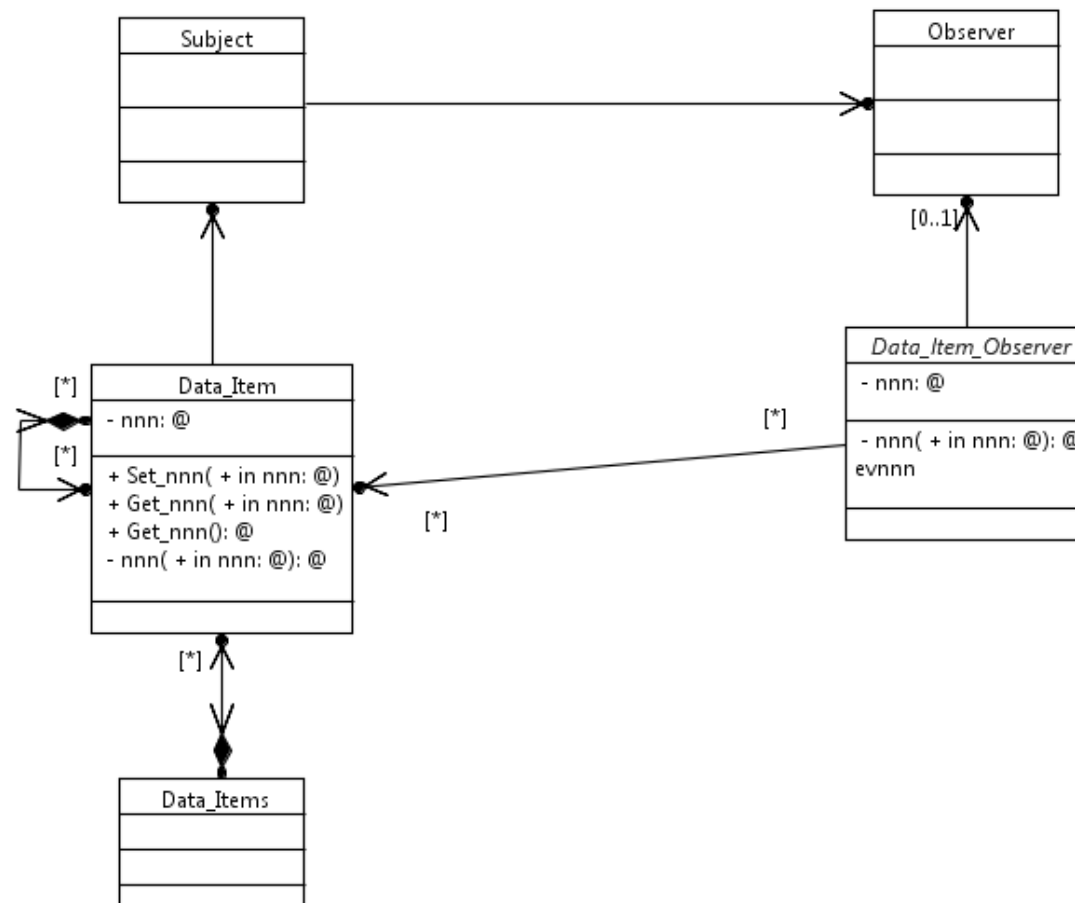 Subject
Observer
[0..1]
Data_Item_Observer
- nnn: @
- nnn( + in nnn: @): @
evnnn
[*]
Data_Item
- nnn: @
[*]
[*]
+ Set_nnn( + in nnn: @)
+ Get_nnn( + in nnn: @)
+ Get_nnn(): @
- nnn( + in nnn: @): @
[*]
[*]
Data_Items